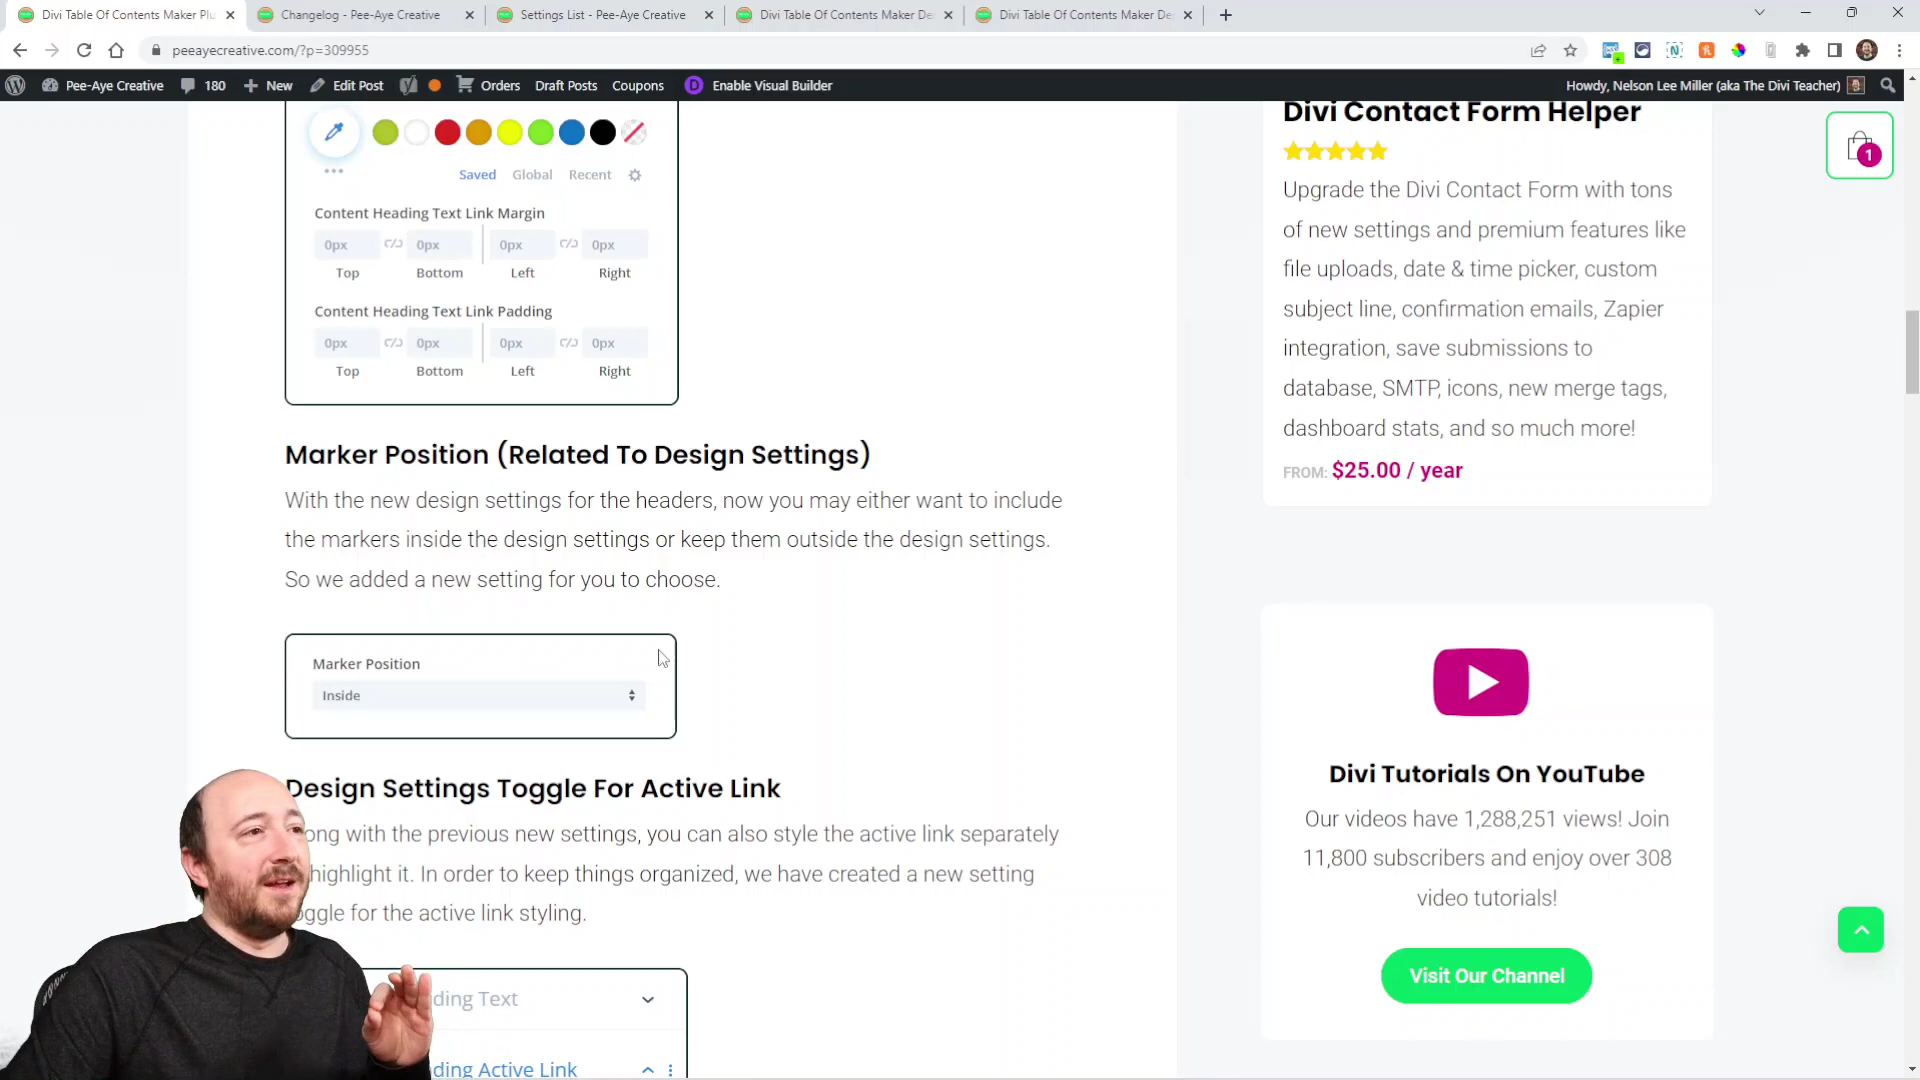 Divi Table Of Contents Maker Plu
Changelog - Pee-Aye Creative
Settings List - Pee-Aye Creative
Divi Table Of Contents Maker De
Divi Table Of Contents Maker De
peeayecreative.com/?p=309955
Pee-Aye Creative
180
New
Edit Post
Orders
Draft Posts
Coupons
D
Enable Visual Builder
Howdy, Nelson Lee Miller (aka The Divi Teacher)
Saved
Global
Recent
Content Heading Text Link Margin
0px
0px
0px
0px
Top
Bottom
Left
Right
Content Heading Text Link Padding
0px
0px
0px
0px
Top
Bottom
Left
Right
Marker Position (Related To Design Settings)
With the new design settings for the headers, now you may either want to include
the markers inside the design settings or keep them outside the design settings.
So we added a new setting for you to choose.
Marker Position
Inside
Design Settings Toggle For Active Link
ong with the previous new settings, you can also style the active link separately
highlight it. In order to keep things organized, we have created a new setting
oggle for the active link styling.
ding Text
ding Active Link
Divi Contact Form Helper
Upgrade the Divi Contact Form with tons
of new settings and premium features like
file uploads, date & time picker, custom
subject line, confirmation emails, Zapier
integration, save submissions to
database, SMTP, icons, new merge tags,
dashboard stats, and so much more!
FROM: $25.00 / year
1
Divi Tutorials On YouTube
Our videos have 1,288,251 views! Join
11,800 subscribers and enjoy over 308
video tutorials!
Visit Our Channel